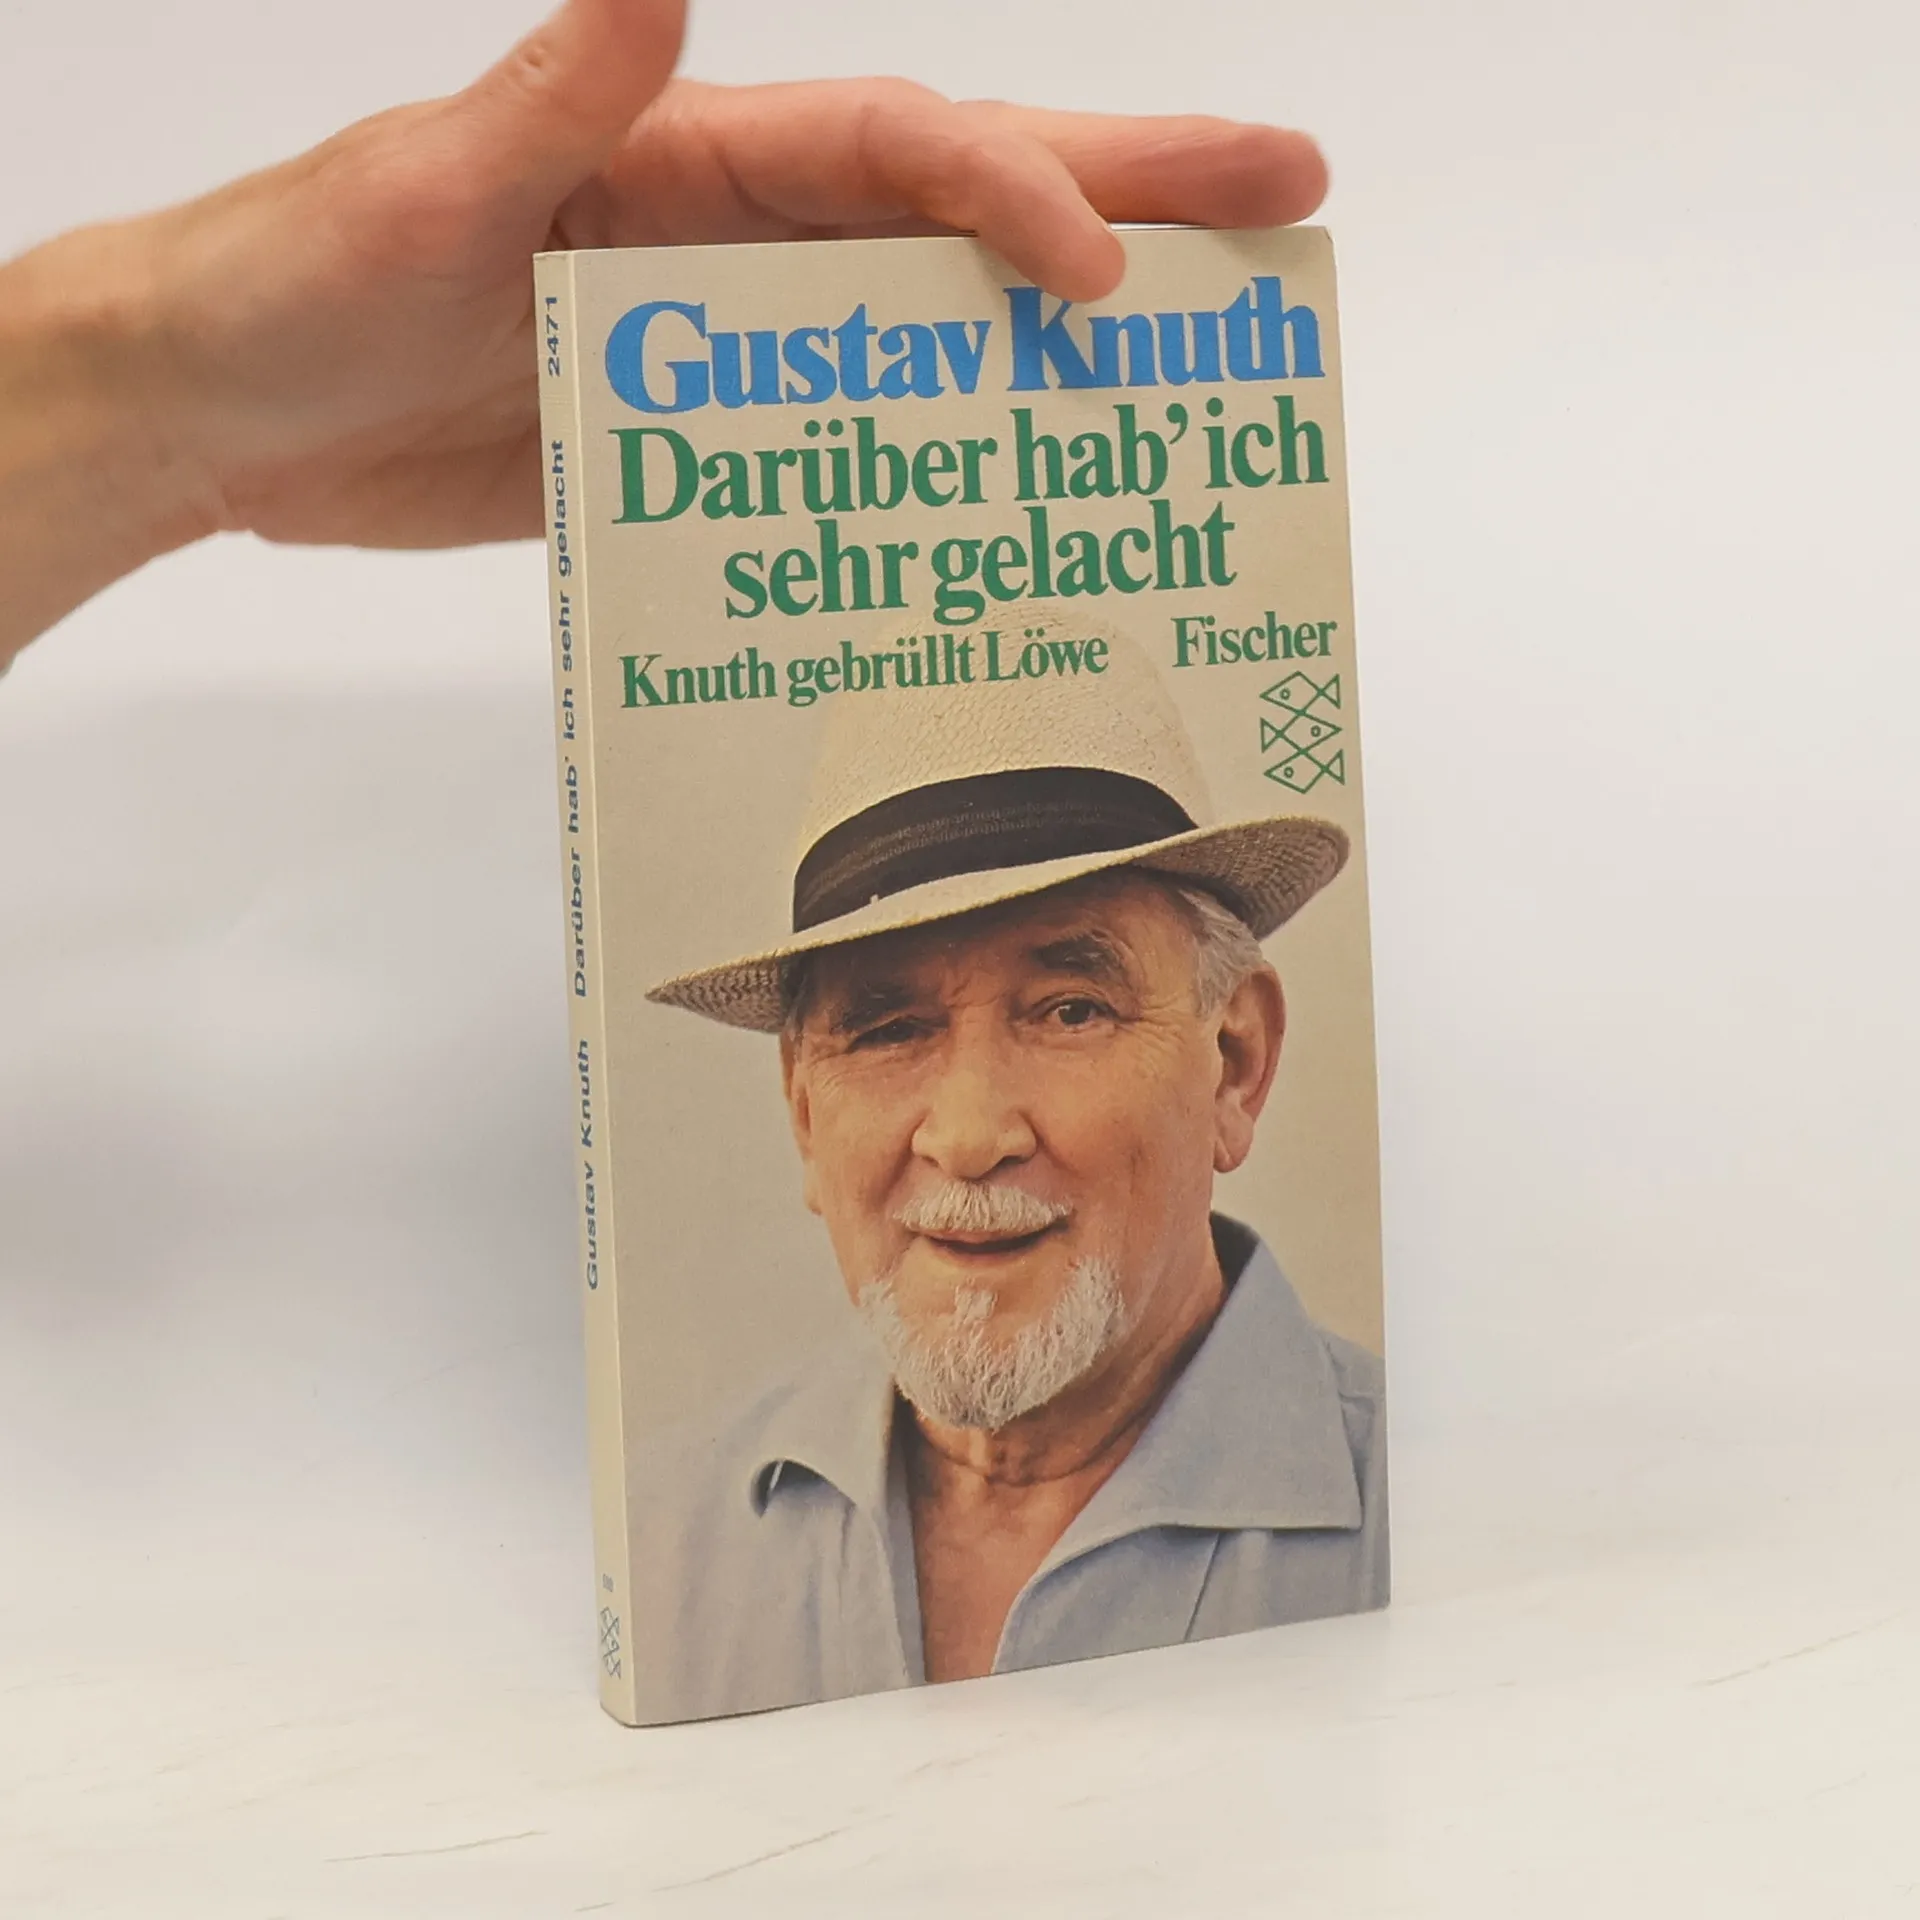 Gustav Knuth
Darüber hab’ ich
sehr gelacht
Knuth gebrüllt Löwe
Fischer
Gustav Knuth Darüber hab’ ich sehr gelacht 2471